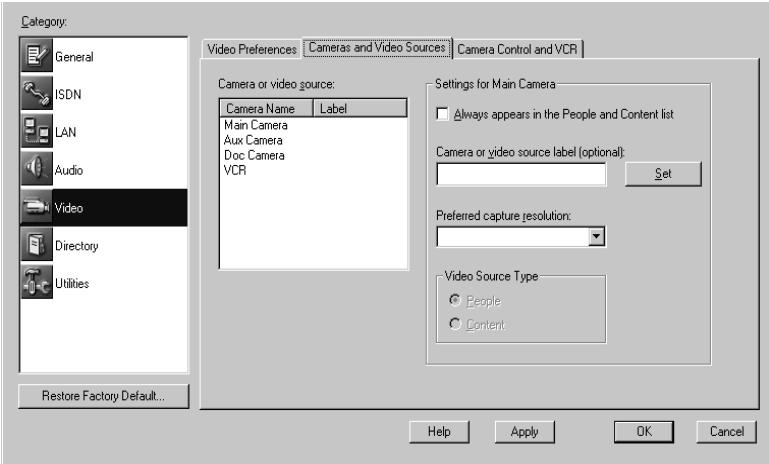 Category:
General
ISDN
LAN
Audio
Video
Directory
Utilities
Restore Factory Default...
Video Preferences
Cameras and Video Sources
Camera Control and VCR
Camera or video source:
Camera Name
Label
Main Camera
Aux Camera
Doc Camera
VCR
Settings for Main Camera
Always appears in the People and Content list
Camera or video source label (optional):
Set
Preferred capture resolution:
Video Source Type
People
Content
Help
Apply
OK
Cancel